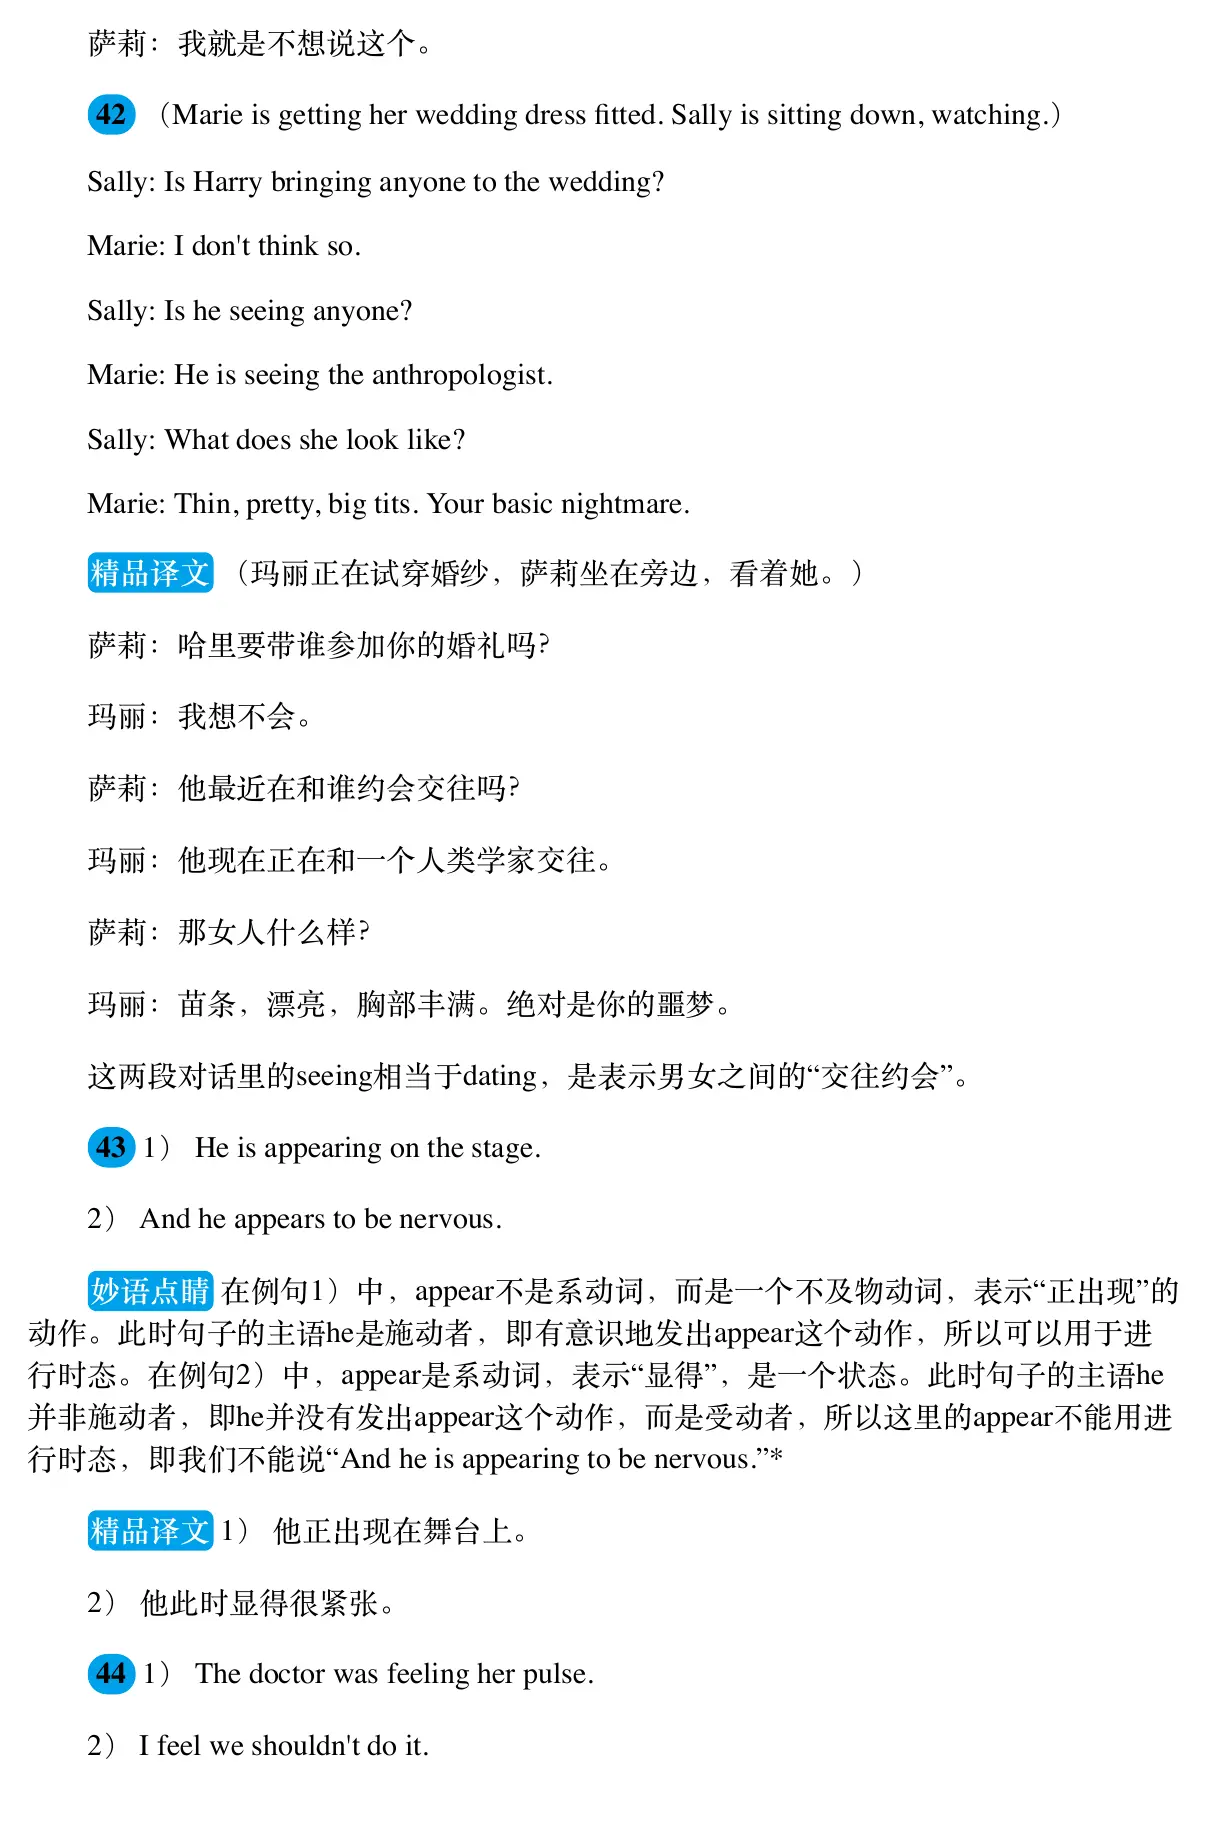 萨莉：我就是不想说这个。
42 （Marie is getting her wedding dress fitted. Sally is sitting down, watching.）
Sally: Is Harry bringing anyone to the wedding?
Marie: I don't think so.
Sally: Is he seeing anyone?
Marie: He is seeing the anthropologist.
Sally: What does she look like?
Marie: Thin, pretty, big tits. Your basic nightmare.
精品译文 （玛丽正在试穿婚纱，萨莉坐在旁边，看着她。）
萨莉：哈里要带谁参加你的婚礼吗？
玛丽：我想不会。
萨莉：他最近在和谁约会交往吗？
玛丽：他现在正在和一个人类学家交往。
萨莉：那女人什么样？
玛丽：苗条，漂亮，胸部丰满。绝对是你的噩梦。
这两段对话里的seeing相当于dating，是表示男女之间的“交往约会”。
43 1） He is appearing on the stage.
2） And he appears to be nervous.
妙语点睛 在例句1）中，appear不是系动词，而是一个不及物动词，表示“正出现”的
动作。此时句子的主语he是施动者，即有意识地发出appear这个动作，所以可以用于进
行时态。在例句2）中，appear是系动词，表示“显得”，是一个状态。此时句子的主语he
并非施动者，即he并没有发出appear这个动作，而是受动者，所以这里的appear不能用进
行时态，即我们不能说“And he is appearing to be nervous.”*
精品译文 1） 他正出现在舞台上。
2） 他此时显得很紧张。
44 1） The doctor was feeling her pulse.
2） I feel we shouldn't do it.